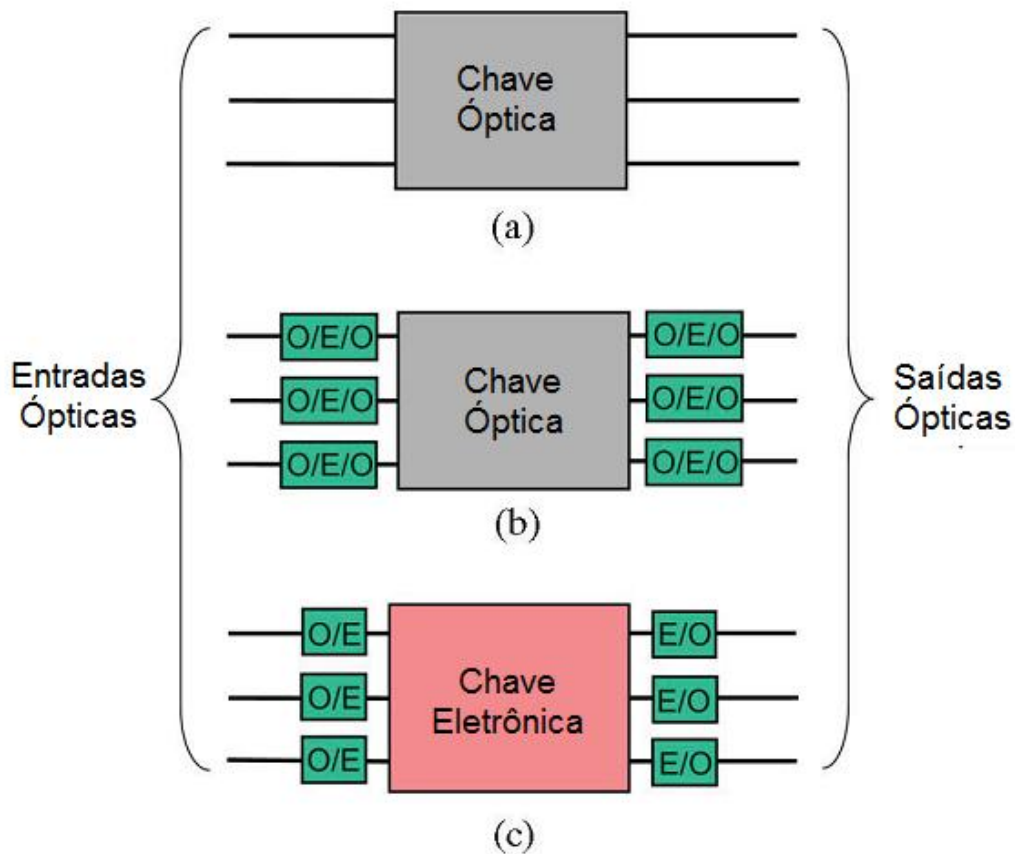 Chave
Óptica
(a)
Entradas
Ópticas
Saídas
Ópticas
O/E/O
O/E/O
O/E/O
Chave
Óptica
O/E/O
O/E/O
O/E/O
(b)
O/E
O/E
O/E
Chave
Eletrônica
E/O
E/O
E/O
(c)